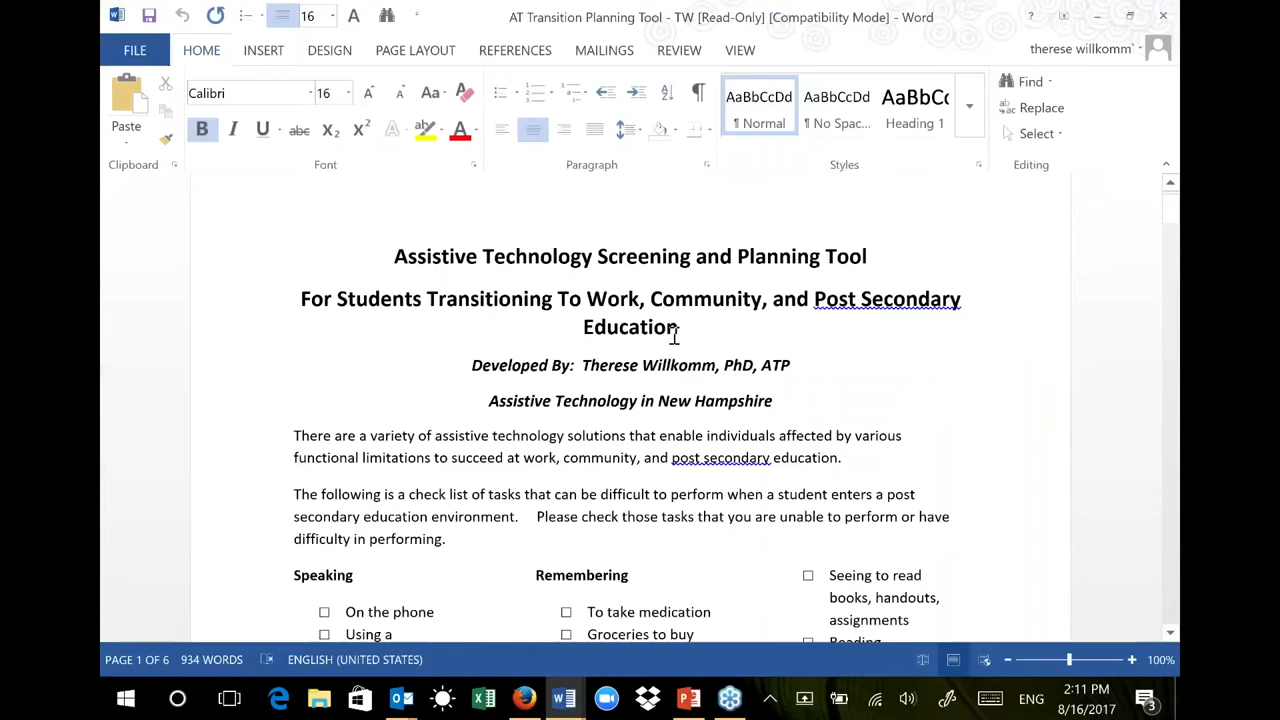 16
AT Transition Planning Tool - TW [Read-Only] [Compatibility Mode] - Word
?
FILE
HOME
INSERT
DESIGN
PAGE LAYOUT
REFERENCES
MAILINGS
REVIEW
VIEW
therese willkomm`
Paste
Clipboard
Calibri
16
Aa
B I U abc X₂ X² A A
Font
Paragraph
AaBbCcDd
¶ Normal
AaBbCcDd
¶ No Spac...
AaBbCc
Heading 1
Styles
Find
Replace
Select
Editing
Assistive Technology Screening and Planning Tool
For Students Transitioning To Work, Community, and Post Secondary
Education
Developed By: Therese Willkomm, PhD, ATP
Assistive Technology in New Hampshire
There are a variety of assistive technology solutions that enable individuals affected by various
functional limitations to succeed at work, community, and post secondary education.
The following is a check list of tasks that can be difficult to perform when a student enters a post
secondary education environment. Please check those tasks that you are unable to perform or have
difficulty in performing.
Speaking
☐ On the phone
☐ Using a
Remembering
☐ To take medication
☐ Groceries to buy
☐ Seeing to read
books, handouts,
assignments
☐ Reading
PAGE 1 OF 6
934 WORDS
ENGLISH (UNITED STATES)
100%
ENG
2:11 PM
8/16/2017
3